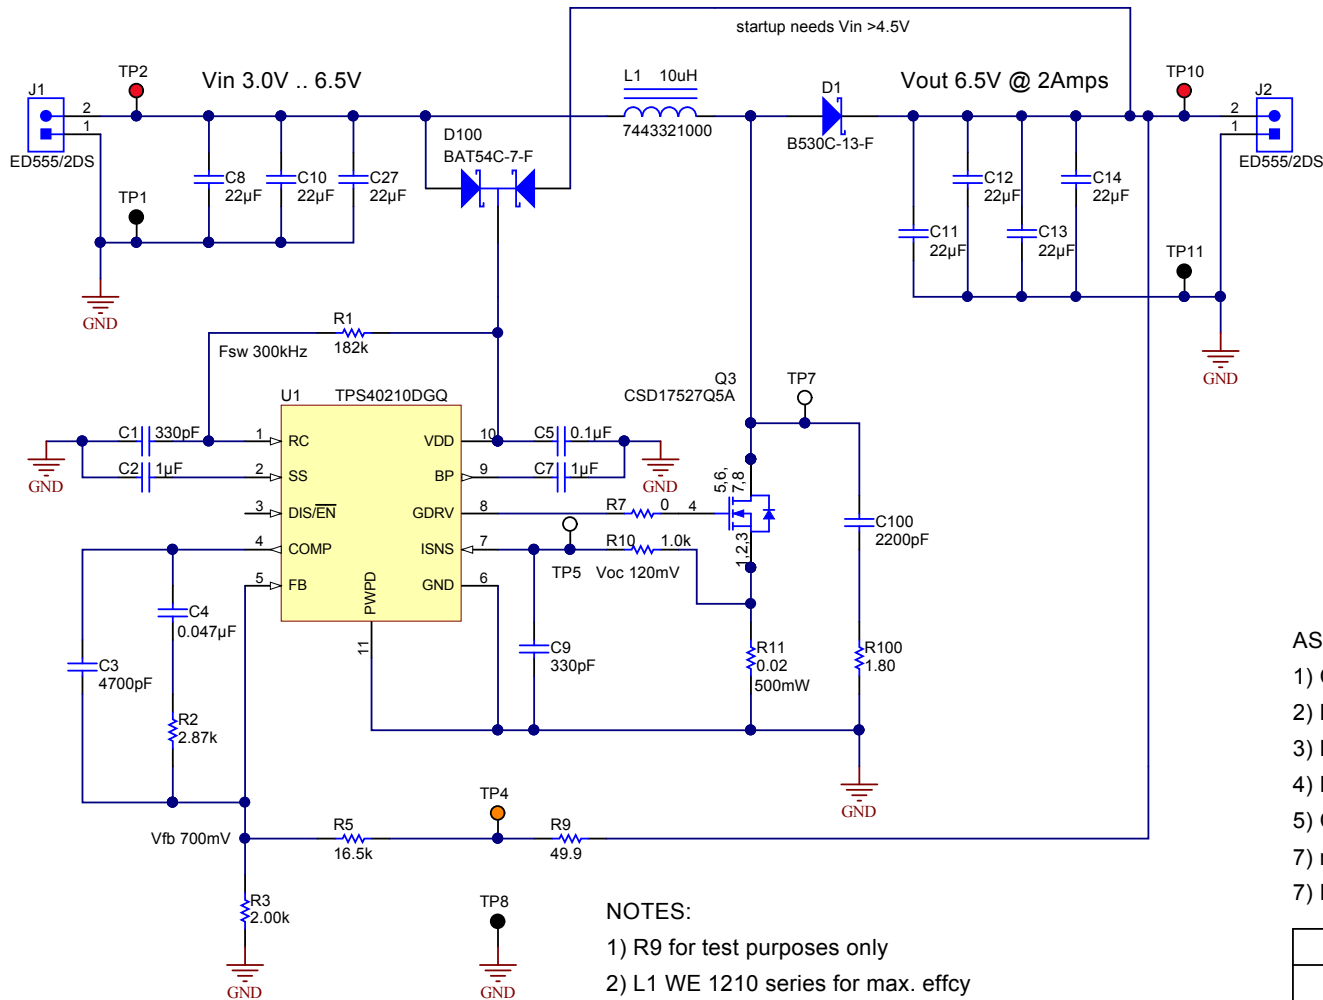 startup needs Vin >4.5V
TP2
Vin 3.0V .. 6.5V
L1 10uH
7443321000
D1
B530C-13-F
Vout 6.5V @ 2Amps
TP10
J1
2
1
ED555/2DS
J2
2
1
ED555/2DS
TP1
C8
22µF
C10
22µF
C27
22µF
D100
BAT54C-7-F
C12
22µF
C14
22µF
C11
22µF
C13
22µF
TP11
GND
GND
R1
182k
Fsw 300kHz
Q3
CSD17527Q5A
TP7
U1 TPS40210DGQ
C1 330pF
C2 1µF
GND
1 RC
2 SS
3 DIS/EN
4 COMP
5 FB
VDD 10
BP 9
GDRV 8
ISNS 7
GND 6
PWPD
11
C5 0.1µF
C7 1µF
GND
R7 0 4
5,6,
7,8
1,2,3
R10 1.0k
TP5
Voc 120mV
C100
2200pF
C4
0.047µF
C3
4700pF
R2
2.87k
C9
330pF
R11
0.02
500mW
R100
1.80
GND
Vfb 700mV
R5
16.5k
TP4
R9
49.9
R3
2.00k
GND
TP8
GND
NOTES:
1) R9 for test purposes only
2) L1 WE 1210 series for max. effcy
AS
1)
2)
3)
4)
5)
7)
7)